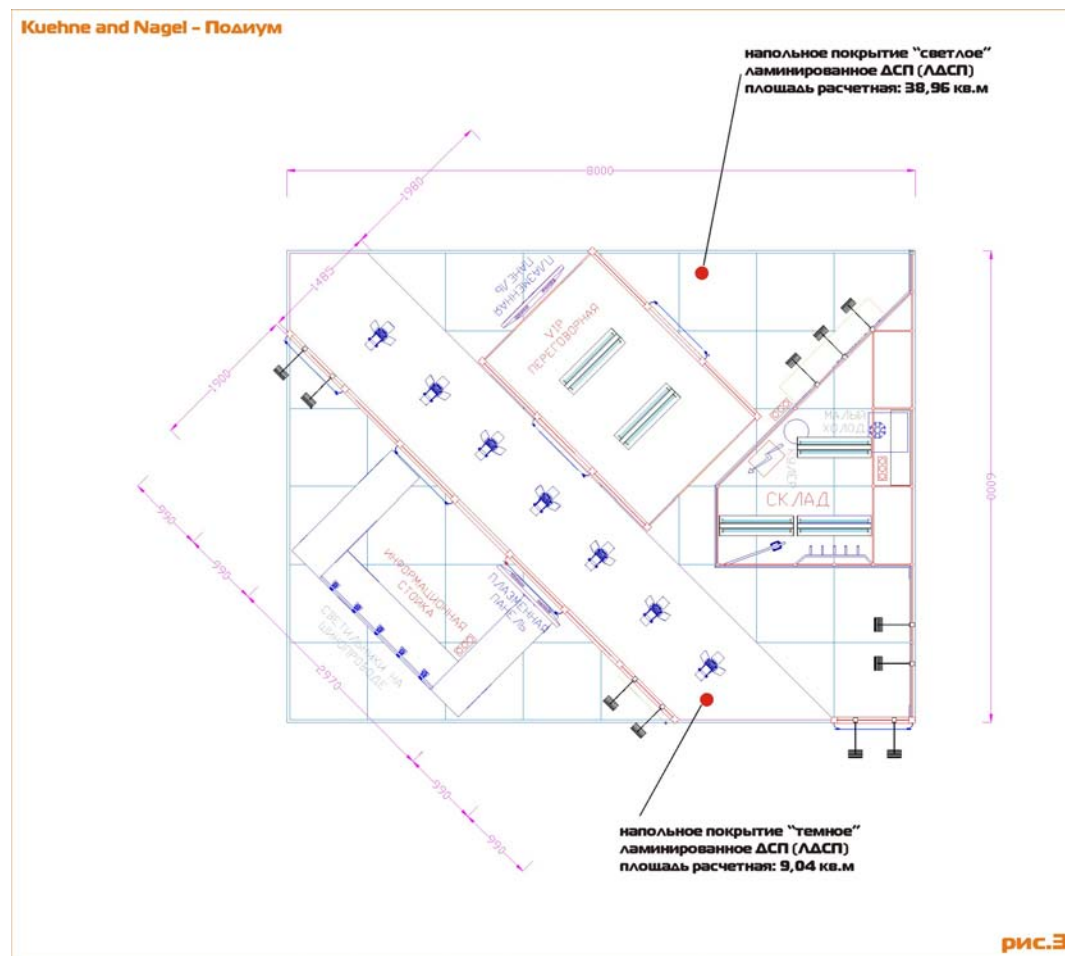 Kuehne and Nagel - Подиум
напольное покрытие "светлое"
ламинированное ДСП (ЛДСП)
площадь расчетная: 38,96 кв.м
1980
8000
1485
ПЛАЗМЕННАЯ
ПАНЕЛЬ
VIP
ПЕРЕГОВОРНАЯ
1900
МАЛЫЙ
ХОЛОД.
КУЛЕР
6000
СКЛАД
990
990
ИНФОРМАЦИОННАЯ
СТОЙКА
ПЛАЗМЕННАЯ
ПАНЕЛЬ
СВЕТИЛЬНИКИ НА
ШИНОПРОВОДЕ
2970
990
990
напольное покрытие "темное"
ламинированное ДСП (ЛДСП)
площадь расчетная: 9,04 кв.м
рис.3